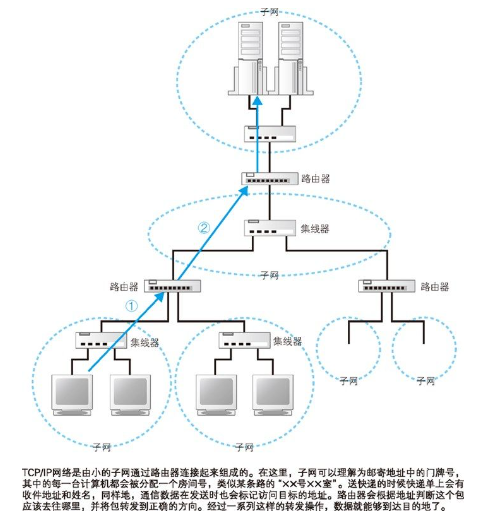 子网
路由器
②
集线器
子网
路由器
路由器
①
集线器
集线器
子网
子网
子网
子网
TCP/IP网络是由小的子网通过路由器连接起来组成的。在这里，子网可以理解为邮寄地址中的门牌号，
其中的每一台计算机都会被分配一个房间号，类似某条路的“××号××室”。送快递的时候快递单上会有
收件地址和姓名，同样地，通信数据在发送时也会标记访问目标的地址。路由器会根据地址判断这个包
应该去往哪里，并将包转发到正确的方向。经过一系列这样的转发操作，数据就能够到达目的地了。